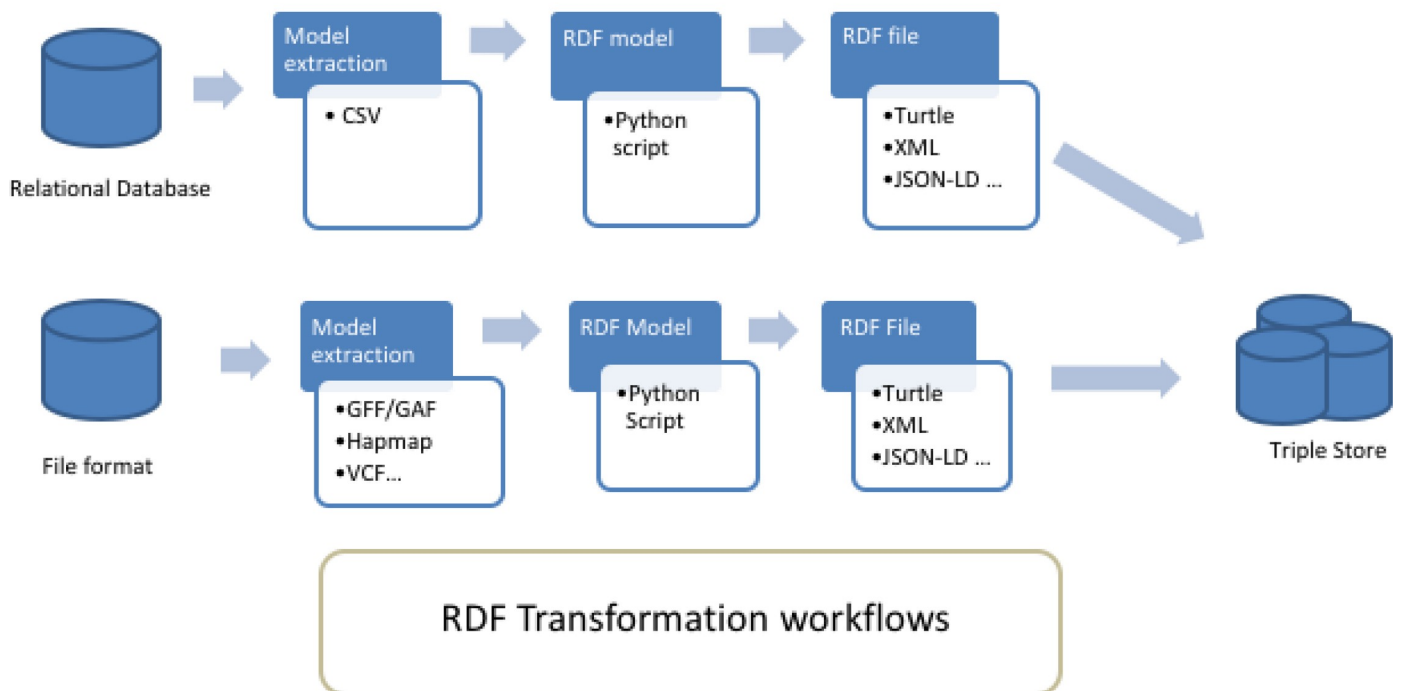 Model
extraction
• CSV
RDF model
•Python
script
RDF file
•Turtle
•XML
•JSON-LD ...
Relational Database
Model
extraction
•GFF/GAF
•Hapmap
•VCF...
RDF Model
•Python
Script
RDF File
•Turtle
•XML
•JSON-LD ...
File format
Triple Store
RDF Transformation workflows